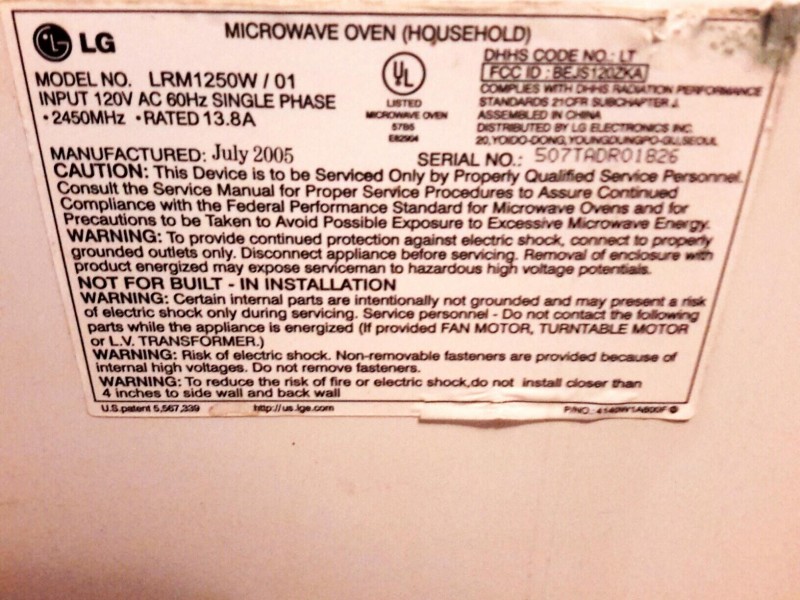 LG
MICROWAVE OVEN (HOUSEHOLD)
MODEL NO. LRM1250W / 01
INPUT 120V AC 60Hz SINGLE PHASE
• 2450MHz • RATED 13.8A
UL
LISTED
MICROWAVE OVEN
57B5
E82904
DHHS CODE NO.: LT
FCC ID : BEJS120ZKA
COMPLIES WITH DHHS RADIATION PERFORMANCE
STANDARDS 21CFR SUBCHAPTER J.
ASSEMBLED IN CHINA
DISTRIBUTED BY LG ELECTRONICS INC.
20, YOIDO-DONG, YOUNGDUNGPO-GU, SEOUL
MANUFACTURED: July 2005
SERIAL NO.: 507TADR01826
CAUTION: This Device is to be Serviced Only by Properly Qualified Service Personnel.
Consult the Service Manual for Proper Service Procedures to Assure Continued
Compliance with the Federal Performance Standard for Microwave Ovens and for
Precautions to be Taken to Avoid Possible Exposure to Excessive Microwave Energy.
WARNING: To provide continued protection against electric shock, connect to properly
grounded outlets only. Disconnect appliance before servicing. Removal of enclosure with
product energized may expose serviceman to hazardous high voltage potentials.
NOT FOR BUILT - IN INSTALLATION
WARNING: Certain internal parts are intentionally not grounded and may present a risk
of electric shock only during servicing. Service personnel - Do not contact the following
parts while the appliance is energized (If provided FAN MOTOR, TURNTABLE MOTOR
or L.V. TRANSFORMER.)
WARNING: Risk of electric shock. Non-removable fasteners are provided because of
internal high voltages. Do not remove fasteners.
WARNING: To reduce the risk of fire or electric shock,do not install closer than
4 inches to side wall and back wall
U.S.patent 5,567,339
http://us.lge.com
P/NO.: